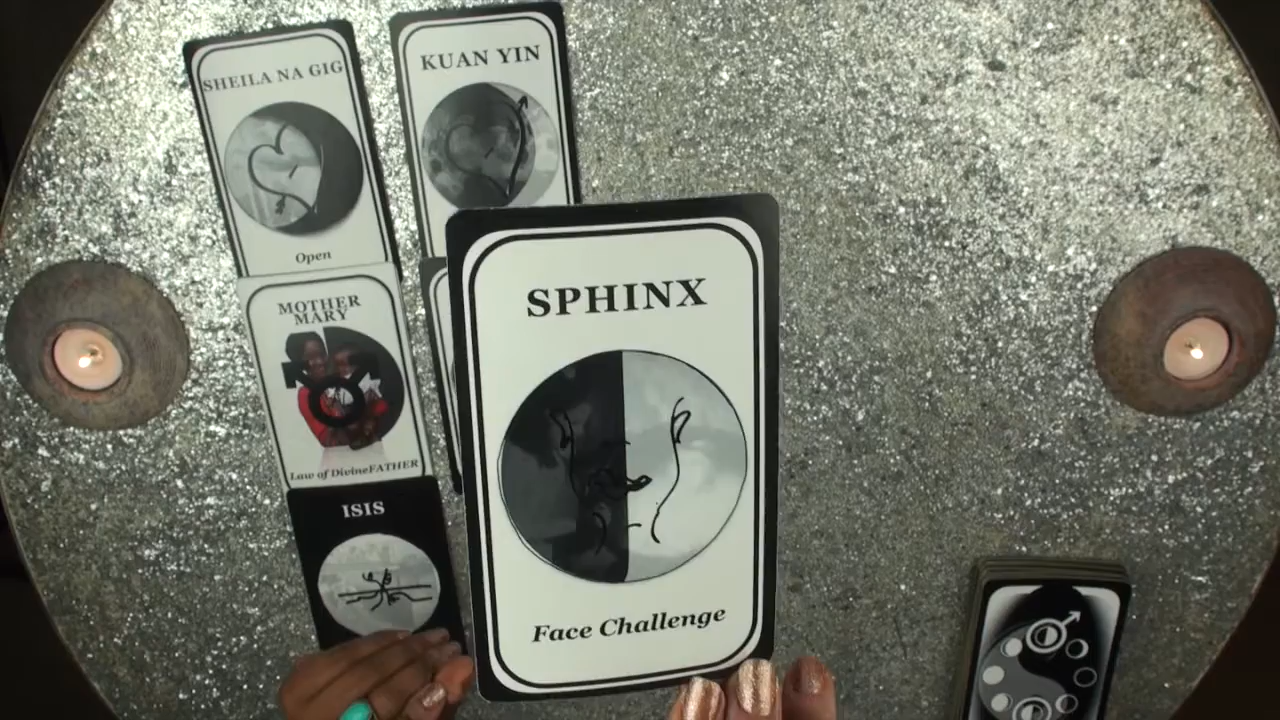 SHEILA NA GIG
Open
KUAN YIN
MOTHER
MARY
Law of DivineFATHER
ISIS
SPHINX
Face Challenge